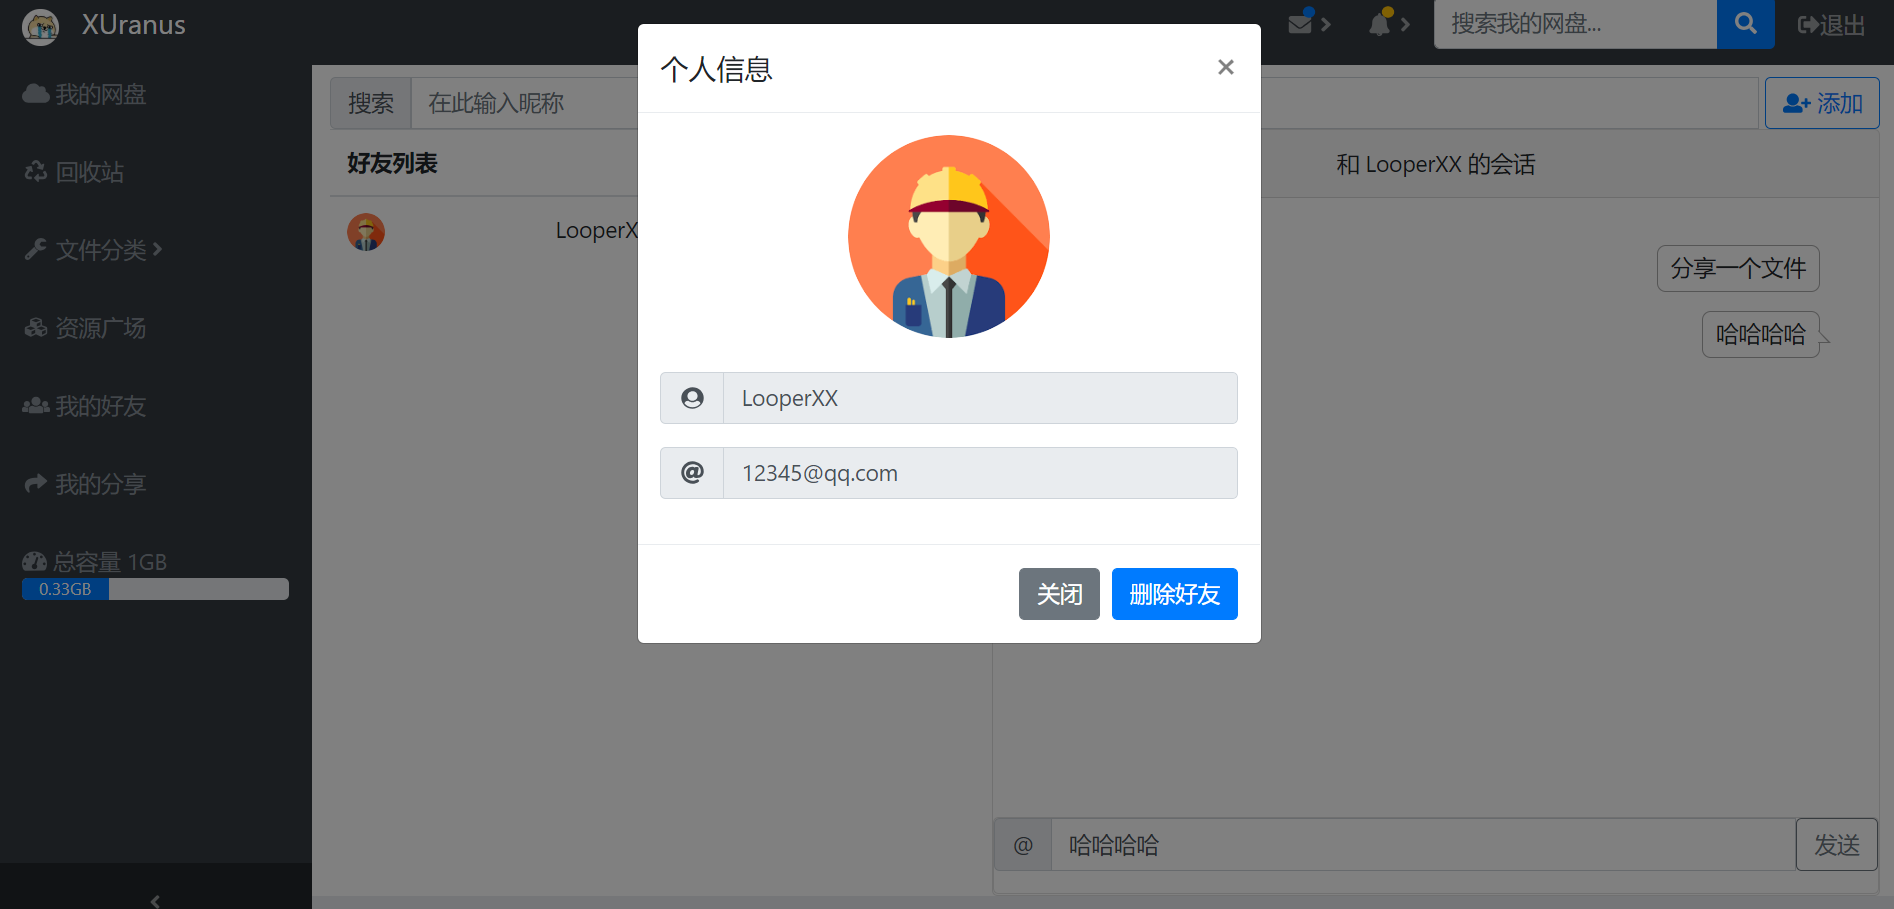 XUranus
搜索我的网盘...
退出
我的网盘
回收站
文件分类
资源广场
我的好友
我的分享
总容量 1GB
0.33GB
搜索
在此输入昵称
添加
好友列表
LooperX
和 LooperXX 的会话
分享一个文件
哈哈哈哈
@
哈哈哈哈
发送
个人信息
×
LooperXX
@
12345@qq.com
关闭
删除好友